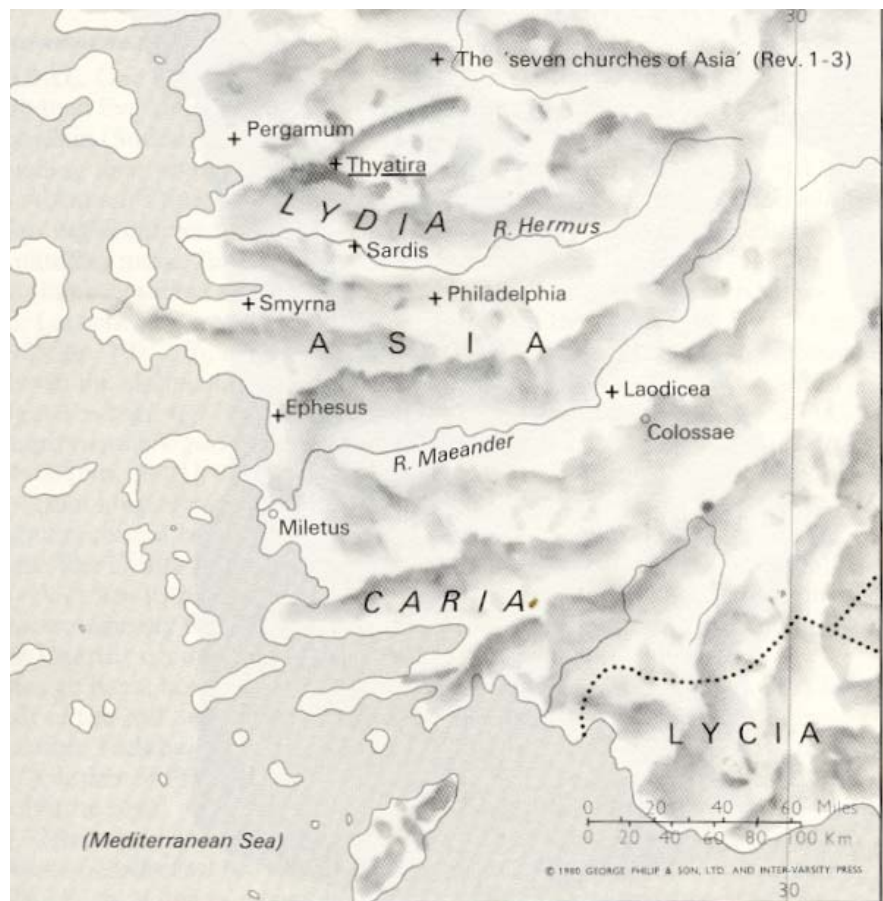 30
+ The 'seven churches of Asia' (Rev. 1-3)
Pergamum
Thyatira
LYDIA
R. Hermus
Sardis
Smyrna
Philadelphia
ASIA
Laodicea
Ephesus
Colossae
R. Maeander
Miletus
CARIA
LYCIA
0 20 40 60 Miles
0 20 40 60 80 100 Km
(Mediterranean Sea)
© 1980 GEORGE PHILIP & SON, LTD. AND INTER-VARSITY PRESS
30